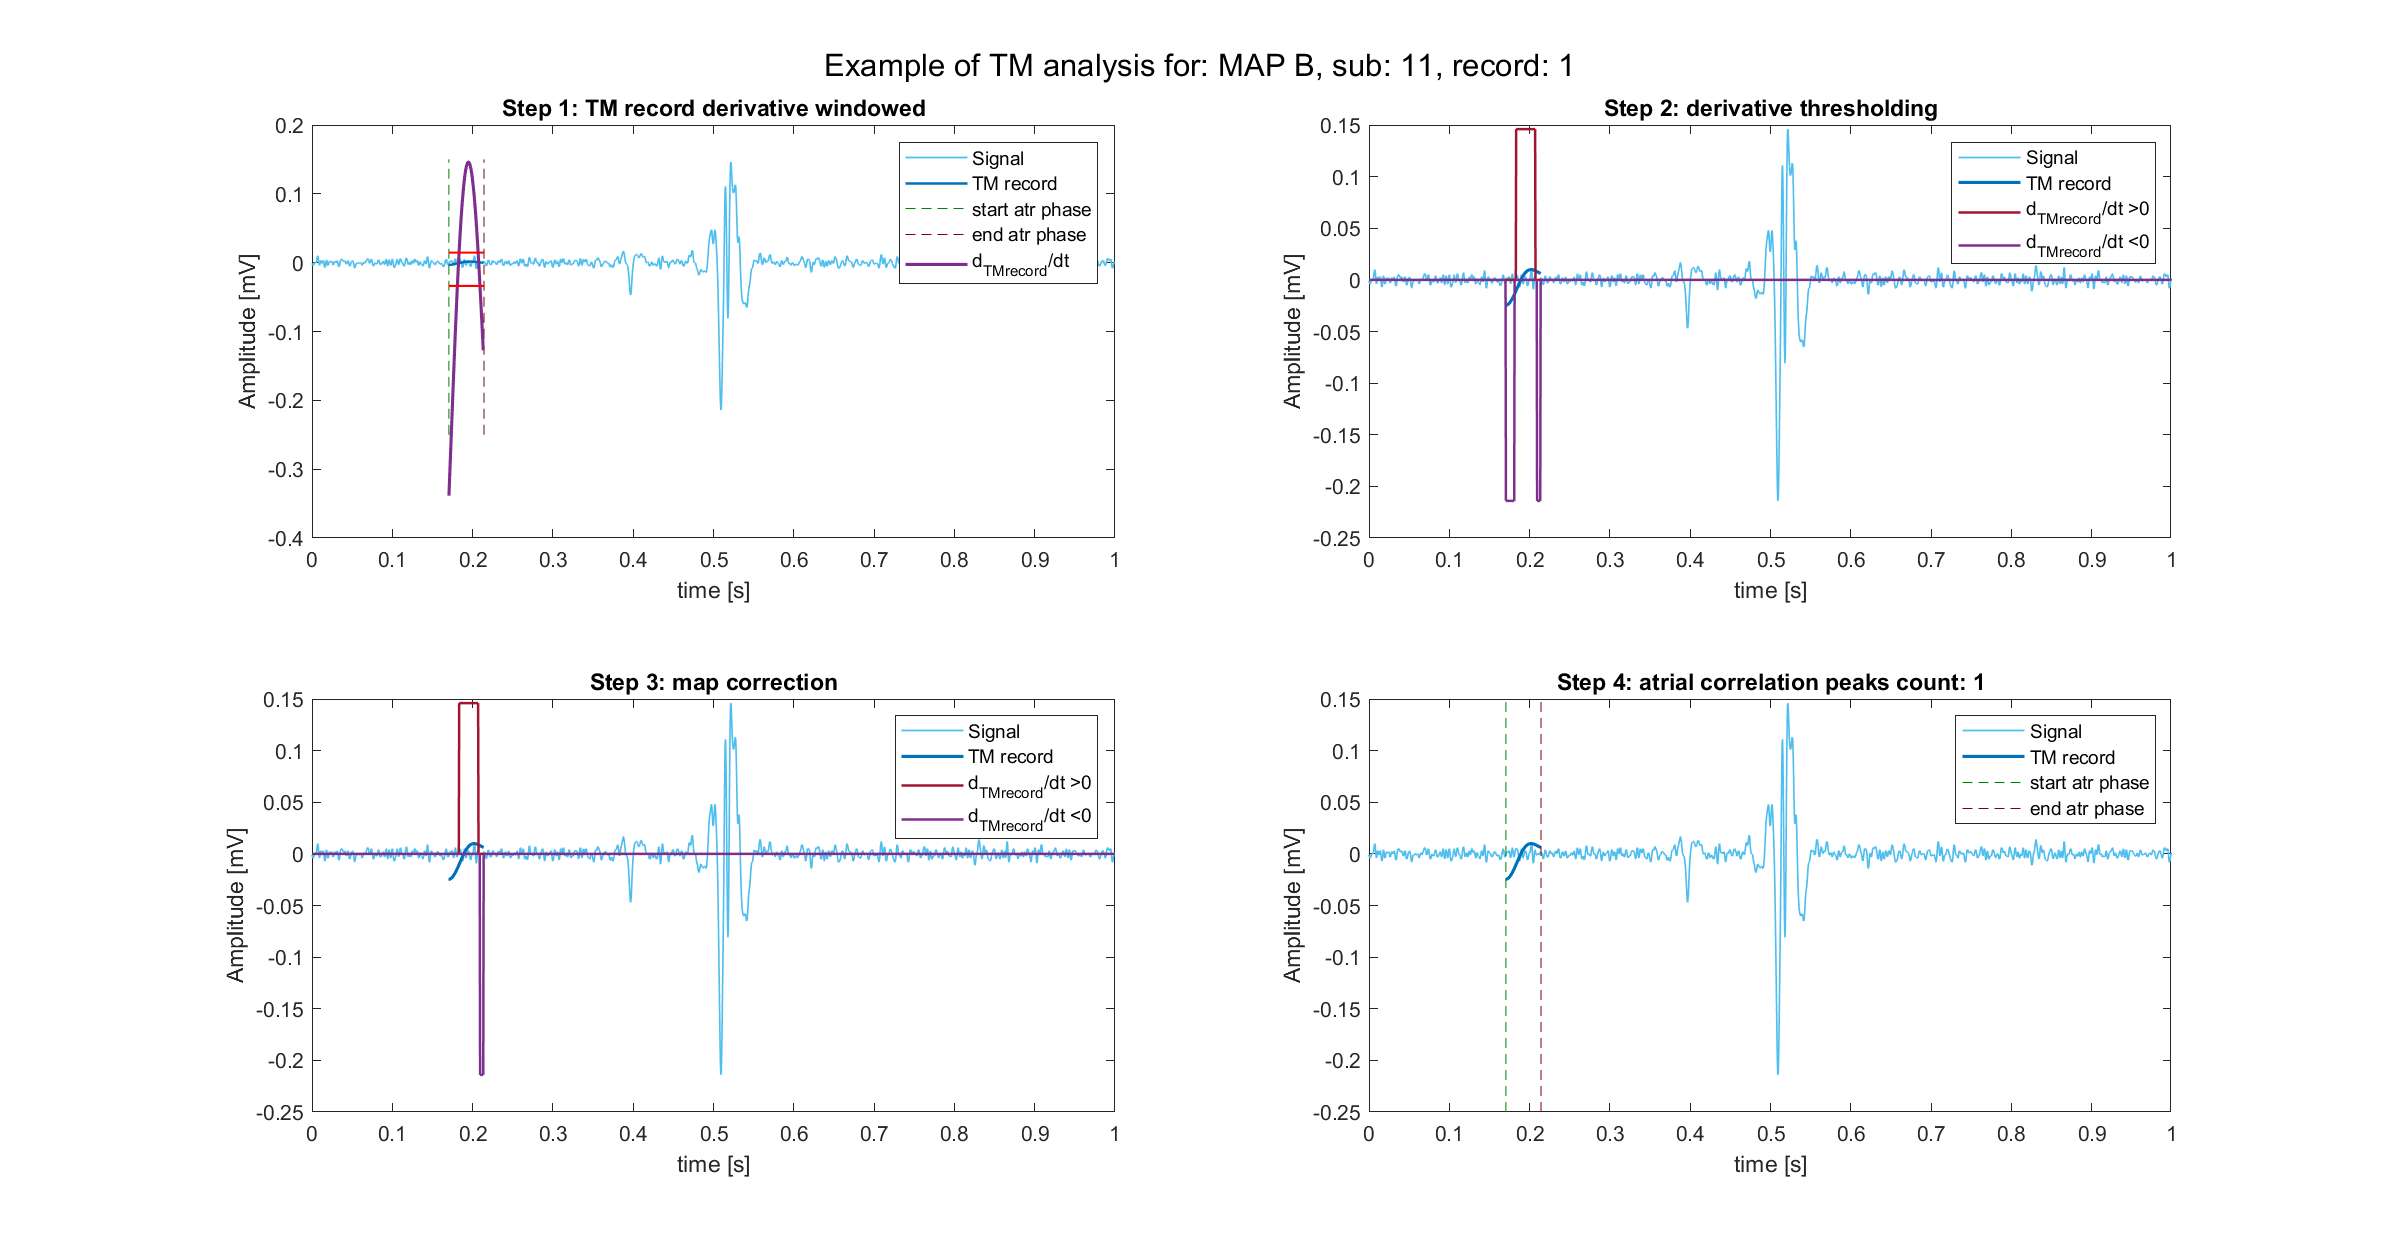 Example of TM analysis for: MAP B, sub: 11, record: 1
Step 1: TM record derivative windowed
0.2
0.1
0
-0.1
-0.2
-0.3
-0.4
Amplitude [mV]
0 0.1 0.2 0.3 0.4 0.5 0.6 0.7 0.8 0.9 1
time [s]
Signal
TM record
start atr phase
end atr phase
dTMrecord/dt
Step 2: derivative thresholding
0.15
0.1
0.05
0
-0.05
-0.1
-0.15
-0.2
-0.25
Amplitude [mV]
0 0.1 0.2 0.3 0.4 0.5 0.6 0.7 0.8 0.9 1
time [s]
Signal
TM record
dTMrecord/dt >0
dTMrecord/dt <0
Step 3: map correction
0.15
0.1
0.05
0
-0.05
-0.1
-0.15
-0.2
-0.25
Amplitude [mV]
0 0.1 0.2 0.3 0.4 0.5 0.6 0.7 0.8 0.9 1
time [s]
Signal
TM record
dTMrecord/dt >0
dTMrecord/dt <0
Step 4: atrial correlation peaks count: 1
0.15
0.1
0.05
0
-0.05
-0.1
-0.15
-0.2
-0.25
Amplitude [mV]
0 0.1 0.2 0.3 0.4 0.5 0.6 0.7 0.8 0.9 1
time [s]
Signal
TM record
start atr phase
end atr phase